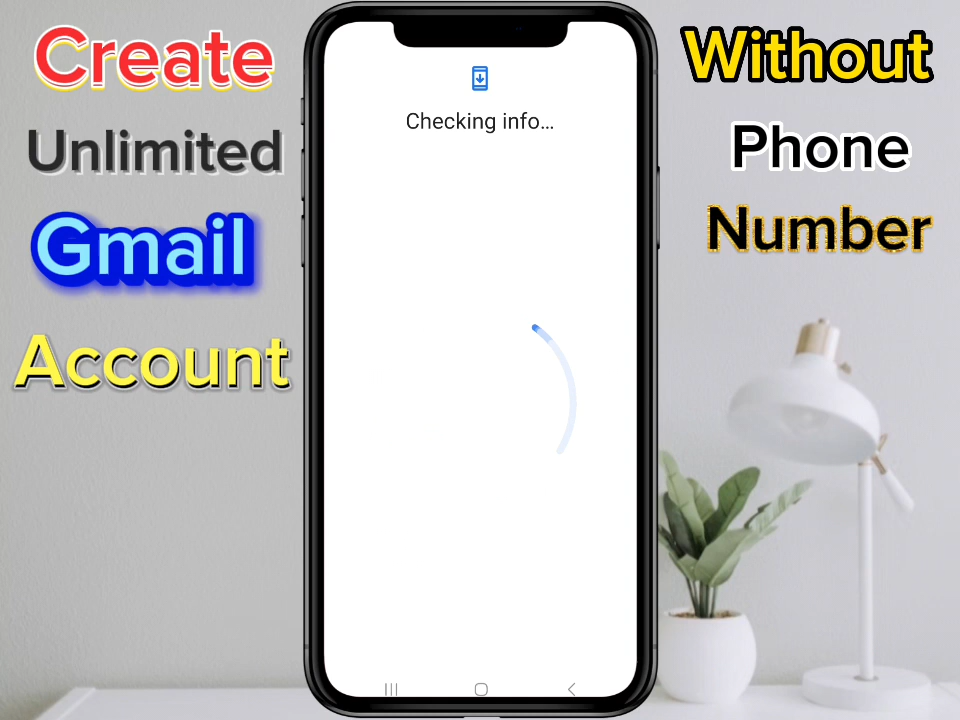 Create
Unlimited
Gmail
Account
Checking info...
Without
Phone
Number